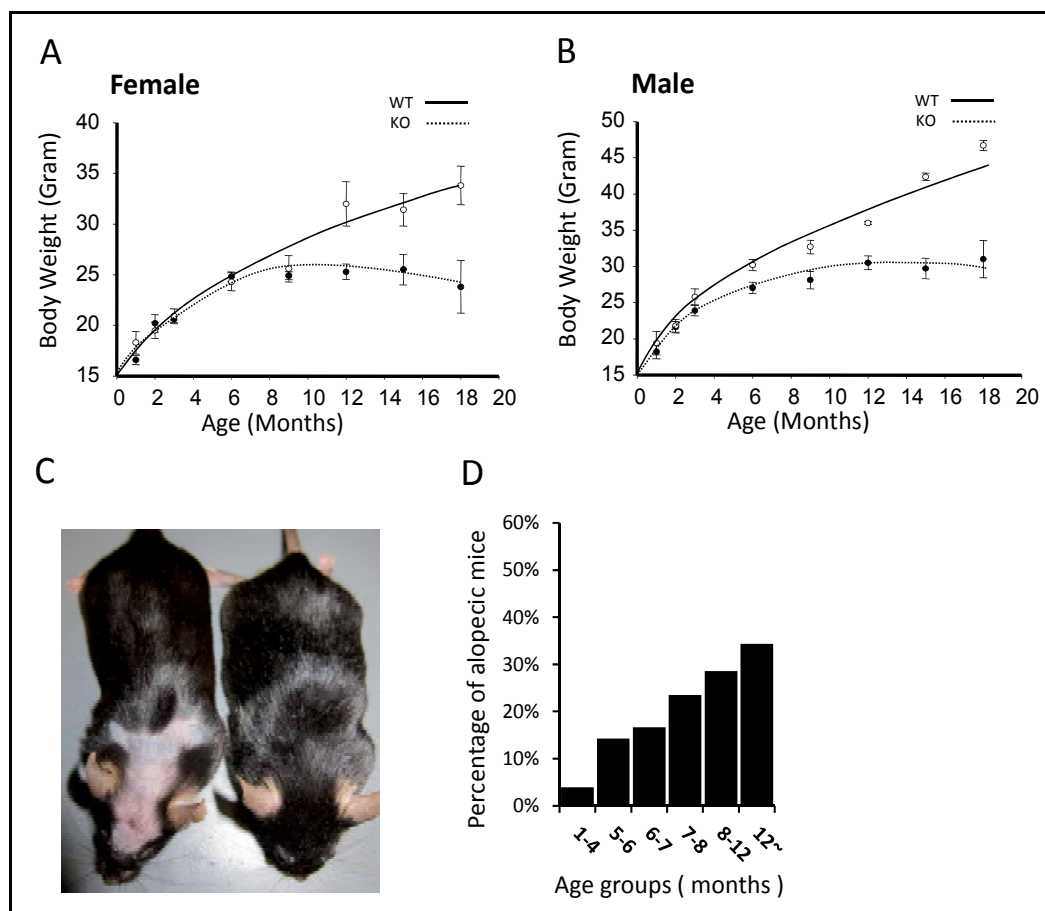 A
Female
WT
KO
Body Weight (Gram)
40
35
30
25
20
15
0 2 4 6 8 10 12 14 16 18 20
Age (Months)
B
Male
WT
KO
Body Weight (Gram)
50
45
40
35
30
25
20
15
0 2 4 6 8 10 12 14 16 18 20
Age (Months)
C
D
Percentage of alopecic mice
60%
50%
40%
30%
20%
10%
0%
1-4 5-6 6-7 7-8 8-12 12~
Age groups ( months )